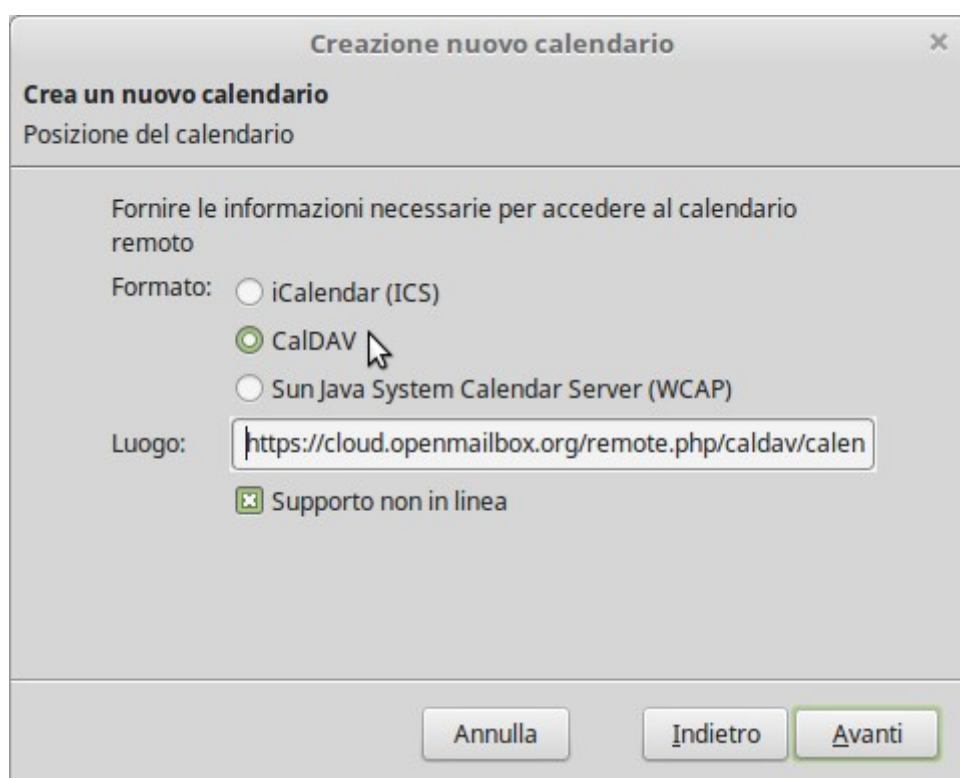 Creazione nuovo calendario
Crea un nuovo calendario
Posizione del calendario
Fornire le informazioni necessarie per accedere al calendario
remoto
Formato:
iCalendar (ICS)
CalDAV
Sun Java System Calendar Server (WCAP)
Luogo: https://cloud.openmailbox.org/remote.php/caldav/calen
Supporto non in linea
Annulla Indietro Avanti